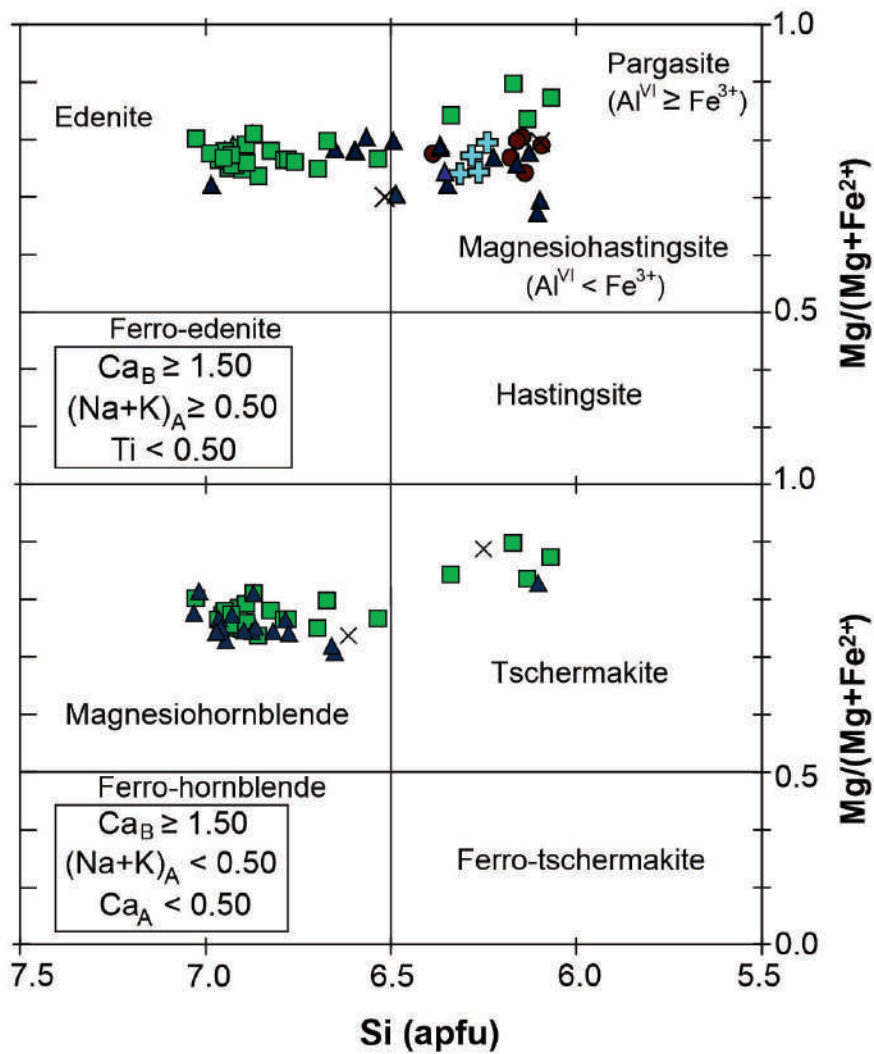 1.0
Pargasite
(Al^VI ≥ Fe^3+)
Edenite
Magnesiohastingsite
(Al^VI < Fe^3+)
Mg/(Mg+Fe^2+)
0.5
Ferro-edenite
Ca_B ≥ 1.50
(Na+K)_A ≥ 0.50
Ti < 0.50
Hastingsite
1.0
Tschermakite
Magnesiohornblende
Mg/(Mg+Fe^2+)
0.5
Ferro-hornblende
Ca_B ≥ 1.50
(Na+K)_A < 0.50
Ca_A < 0.50
Ferro-tschermakite
0.0
7.5 7.0 6.5 6.0 5.5
Si (apfu)